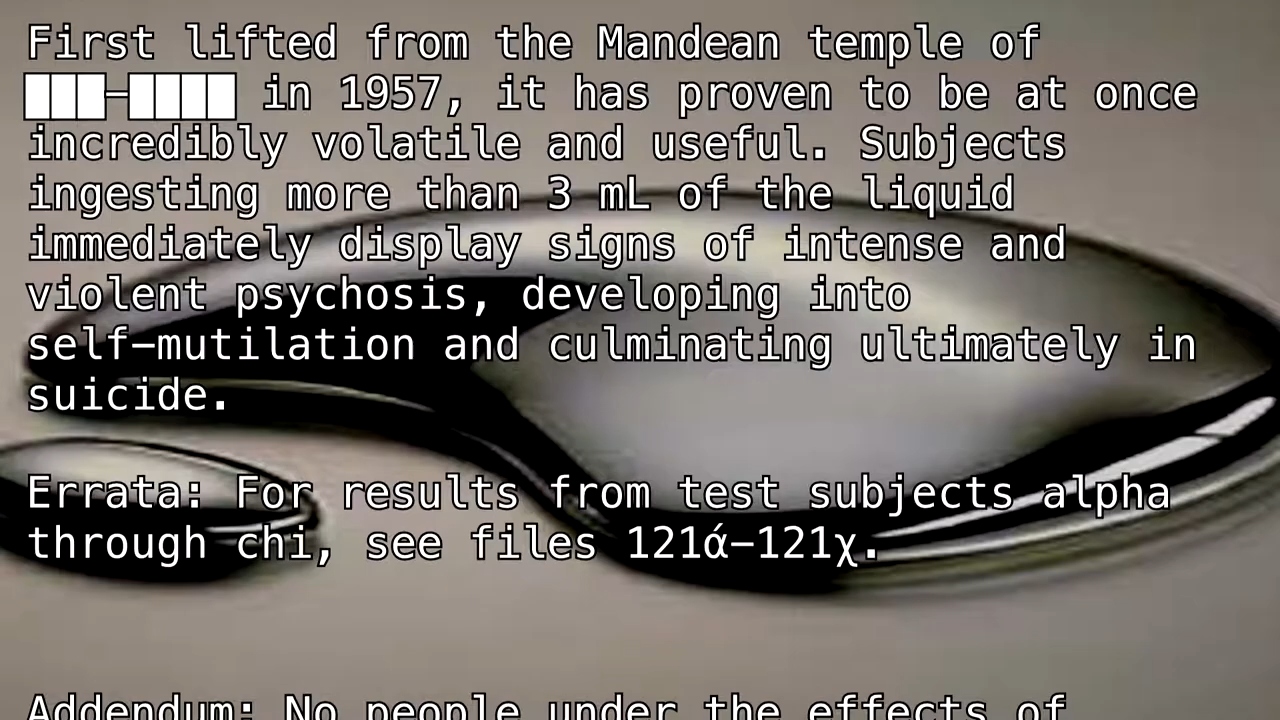 First lifted from the Mandean temple of
███–████ in 1957, it has proven to be at once
incredibly volatile and useful. Subjects
ingesting more than 3 mL of the liquid
immediately display signs of intense and
violent psychosis, developing into
self–mutilation and culminating ultimately in
suicide.
Errata: For results from test subjects alpha
through chi, see files 121ά–121χ.
Addendum: No people under the effects of